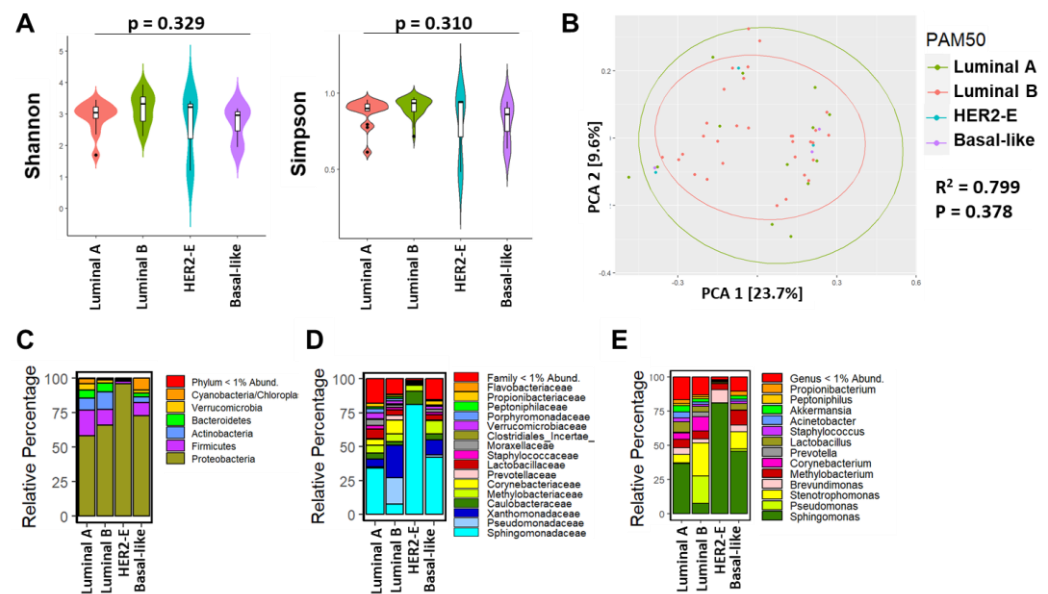 A
p = 0.329
Shannon
5
4
3
2
1
0
Luminal A
Luminal B
HER2-E
Basal-like
p = 0.310
Simpson
1.0
0.5
Luminal A
Luminal B
HER2-E
Basal-like
B
PCA 2 [9.6%]
0.2
-0.1
-0.4
-0.3
0.0
0.3
0.6
PCA 1 [23.7%]
PAM50
Luminal A
Luminal B
HER2-E
Basal-like
R² = 0.799
P = 0.378
C
Relative Percentage
100
75
50
25
0
Luminal A
Luminal B
HER2-E
Basal-like
Phylum < 1% Abund.
Cyanobacteria/Chloropla
Verrucomicrobia
Bacteroidetes
Actinobacteria
Firmicutes
Proteobacteria
D
Relative Percentage
100
75
50
25
0
Luminal A
Luminal B
HER2-E
Basal-like
Family < 1% Abund.
Flavobacteriaceae
Propionibacteriaceae
Peptoniphilaceae
Porphyromonadaceae
Verrucomicrobiaceae
Clostridiales_Incertae_
Moraxellaceae
Staphylococcaceae
Lactobacillaceae
Prevotellaceae
Corynebacteriaceae
Methylobacteriaceae
Caulobacteraceae
Xanthomonadaceae
Pseudomonadaceae
Sphingomonadaceae
E
Relative Percentage
100
75
50
25
0
Luminal A
Luminal B
HER2-E
Basal-like
Genus < 1% Abund.
Propionibacterium
Peptoniphilus
Akkermansia
Acinetobacter
Staphylococcus
Lactobacillus
Prevotella
Corynebacterium
Methylobacterium
Brevundimonas
Stenotrophomonas
Pseudomonas
Sphingomonas